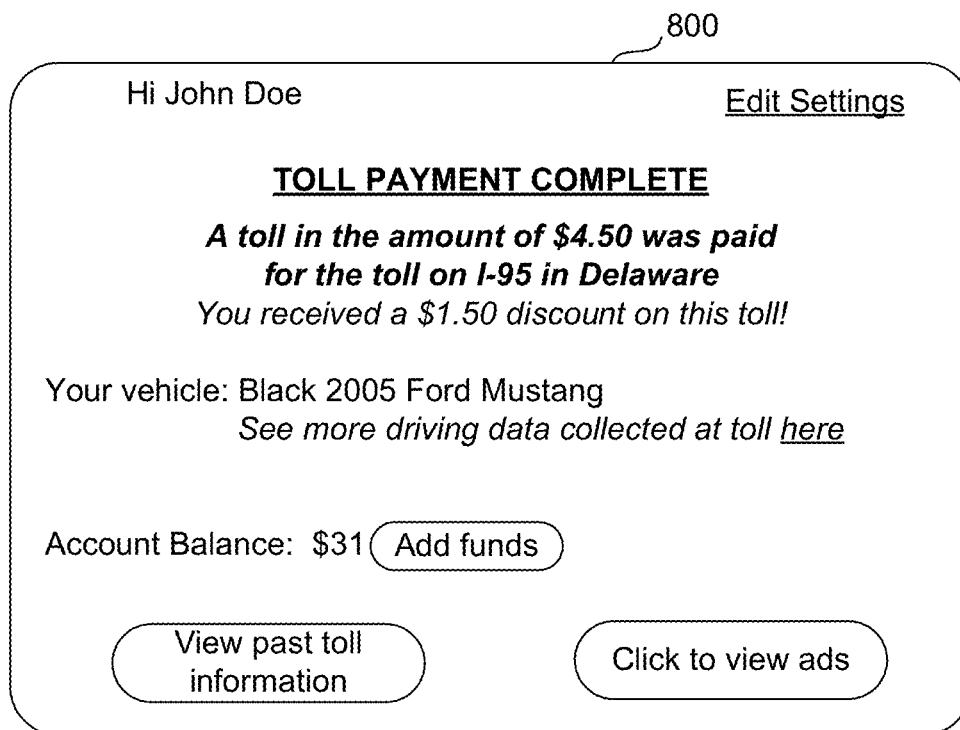 800
Hi John Doe
Edit Settings
TOLL PAYMENT COMPLETE
A toll in the amount of $4.50 was paid
for the toll on I-95 in Delaware
You received a $1.50 discount on this toll!
Your vehicle: Black 2005 Ford Mustang
See more driving data collected at toll here
Account Balance: $31 Add funds
View past toll
information
Click to view ads